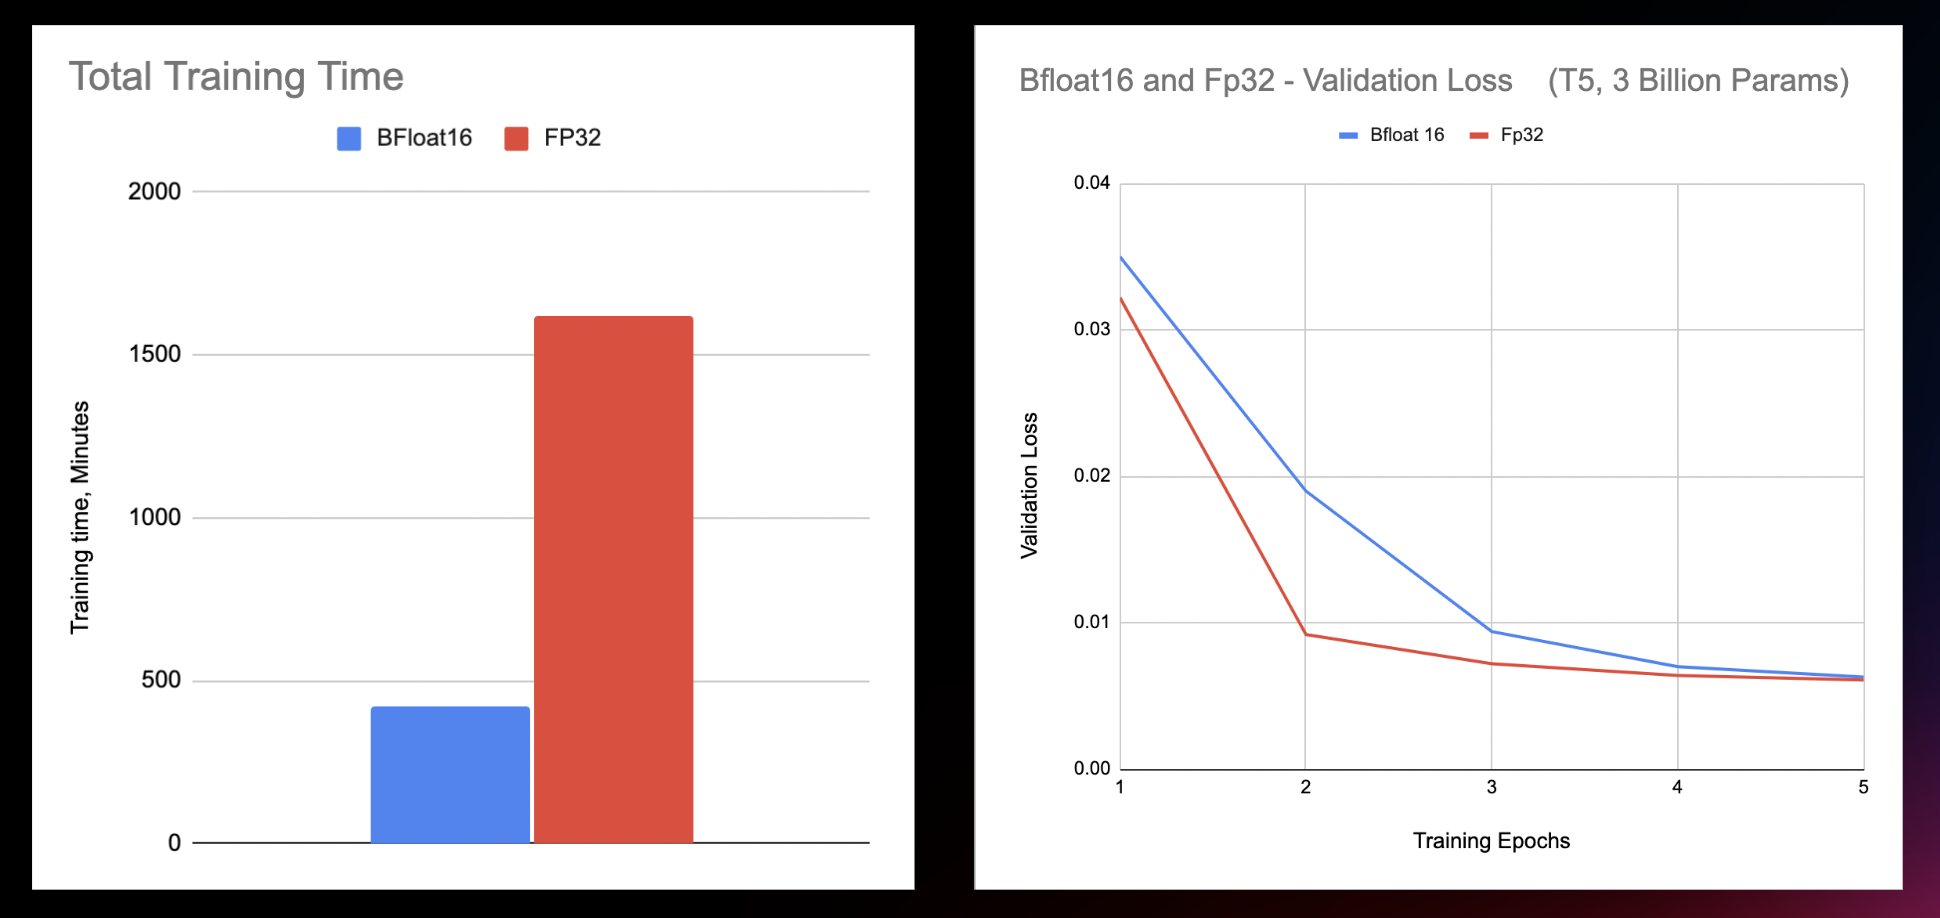 Total Training Time
BFloat16 FP32
2000
1500
1000
500
0
Training time, Minutes
Bfloat16 and Fp32 - Validation Loss (T5, 3 Billion Params)
Bfloat 16 Fp32
0.04
0.03
0.02
0.01
0.00
Validation Loss
1 2 3 4 5
Training Epochs